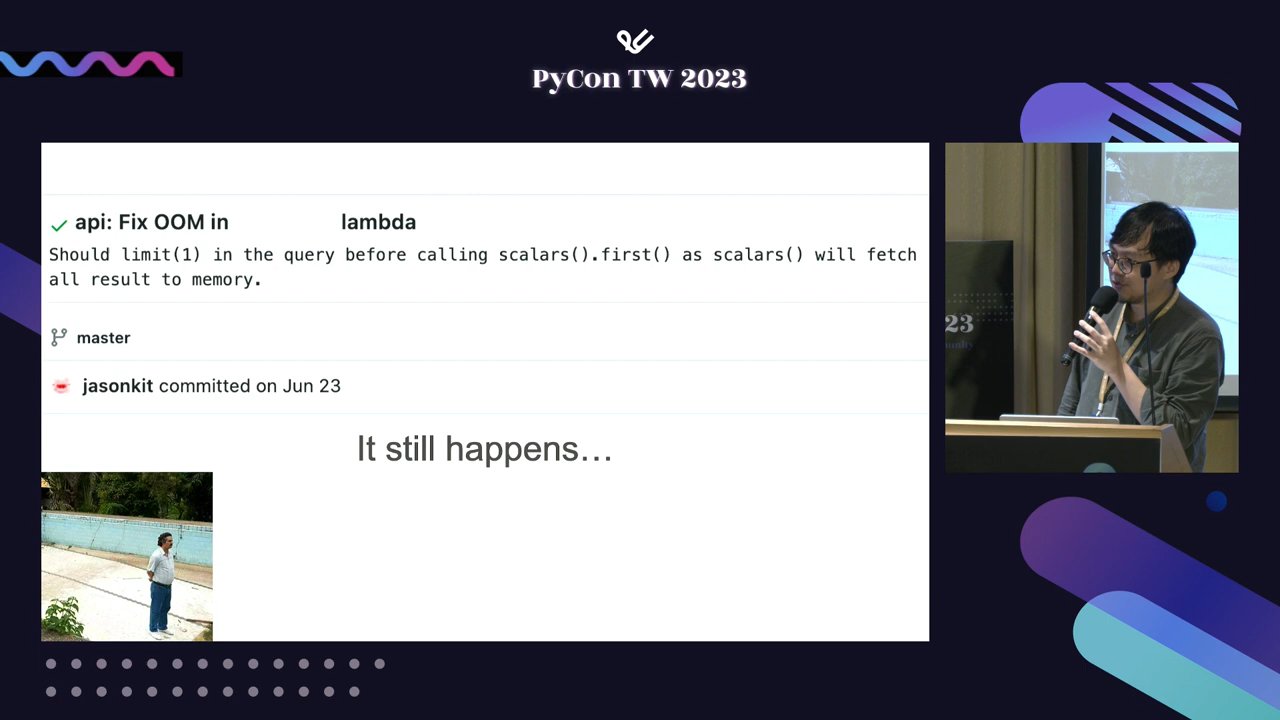 PyCon TW 2023
api: Fix OOM in lambda
Should limit(1) in the query before calling scalars().first() as scalars() will fetch
all result to memory.
master
jasonkit committed on Jun 23
It still happens…
23